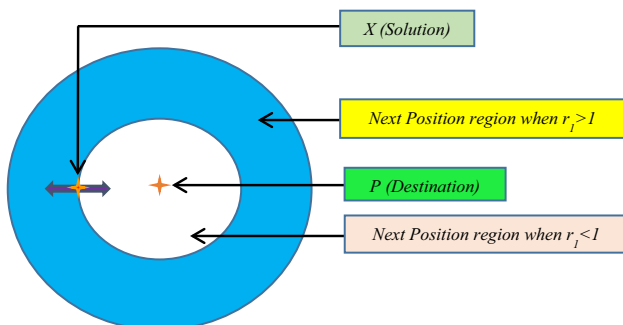 X (Solution)
Next Position region when r₁>1
P (Destination)
Next Position region when r₁<1